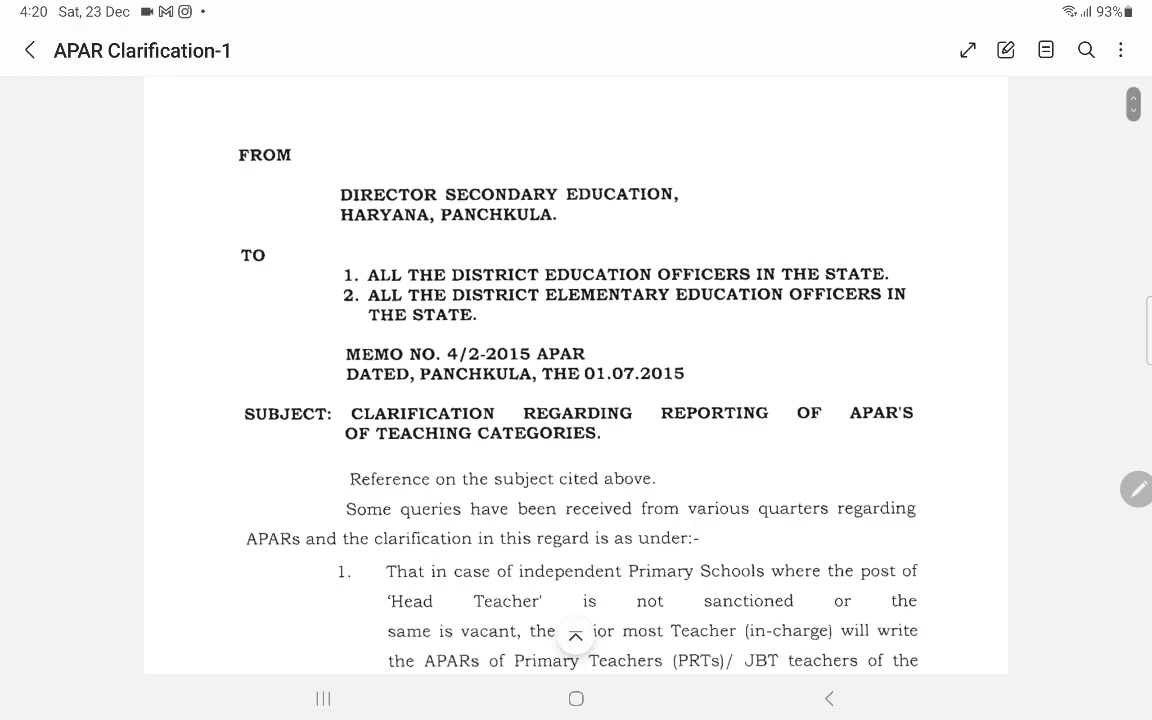 4:20 Sat, 23 Dec 93%
APAR Clarification-1
FROM
DIRECTOR SECONDARY EDUCATION,
HARYANA, PANCHKULA.
TO
1. ALL THE DISTRICT EDUCATION OFFICERS IN THE STATE.
2. ALL THE DISTRICT ELEMENTARY EDUCATION OFFICERS IN
THE STATE.
MEMO NO. 4/2-2015 APAR
DATED, PANCHKULA, THE 01.07.2015
SUBJECT: CLARIFICATION REGARDING REPORTING OF APAR'S
OF TEACHING CATEGORIES.
Reference on the subject cited above.
Some queries have been received from various quarters regarding
APARs and the clarification in this regard is as under:-
1. That in case of independent Primary Schools where the post of
'Head Teacher' is not sanctioned or the
same is vacant, the ior most Teacher (in-charge) will write
the APARs of Primary Teachers (PRTs)/ JBT teachers of the